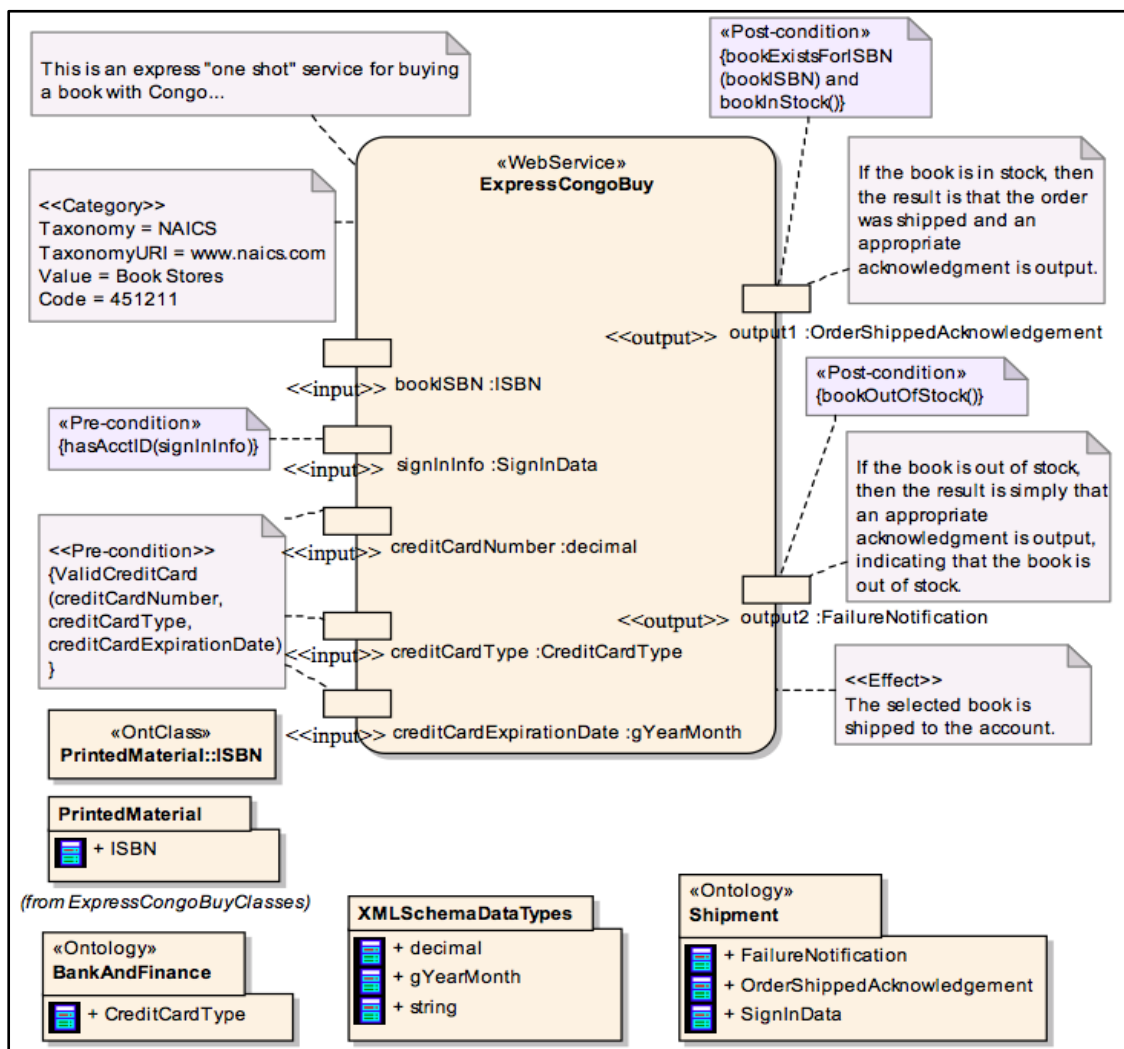 This is an express "one shot" service for buying
a book with Congo...
«Post-condition»
{bookExistsForISBN
(bookISBN) and
bookInStock()}
«WebService»
ExpressCongoBuy
<<Category>>
Taxonomy = NAICS
TaxonomyURI = www.naics.com
Value = Book Stores
Code = 451211
If the book is in stock, then
the result is that the order
was shipped and an
appropriate
acknowledgment is output.
<<output>> output1 :OrderShippedAcknowledgement
<<input>> bookISBN :ISBN
«Post-condition»
{bookOutOfStock()}
«Pre-condition»
{hasAcctID(signInInfo)}
<<input>> signInInfo :SignInData
If the book is out of stock,
then the result is simply that
an appropriate
acknowledgment is output,
indicating that the book is
out of stock.
<<Pre-condition>>
{ValidCreditCard
(creditCardNumber,
creditCardType,
creditCardExpirationDate)
}
<<input>> creditCardNumber :decimal
<<output>> output2 :FailureNotification
<<input>> creditCardType :CreditCardType
<<Effect>>
The selected book is
shipped to the account.
<<input>> creditCardExpirationDate :gYearMonth
«OntClass»
PrintedMaterial::ISBN
PrintedMaterial
+ ISBN
(from ExpressCongoBuyClasses)
«Ontology»
BankAndFinance
+ CreditCardType
XMLSchemaDataTypes
+ decimal
+ gYearMonth
+ string
«Ontology»
Shipment
+ FailureNotification
+ OrderShippedAcknowledgement
+ SignInData